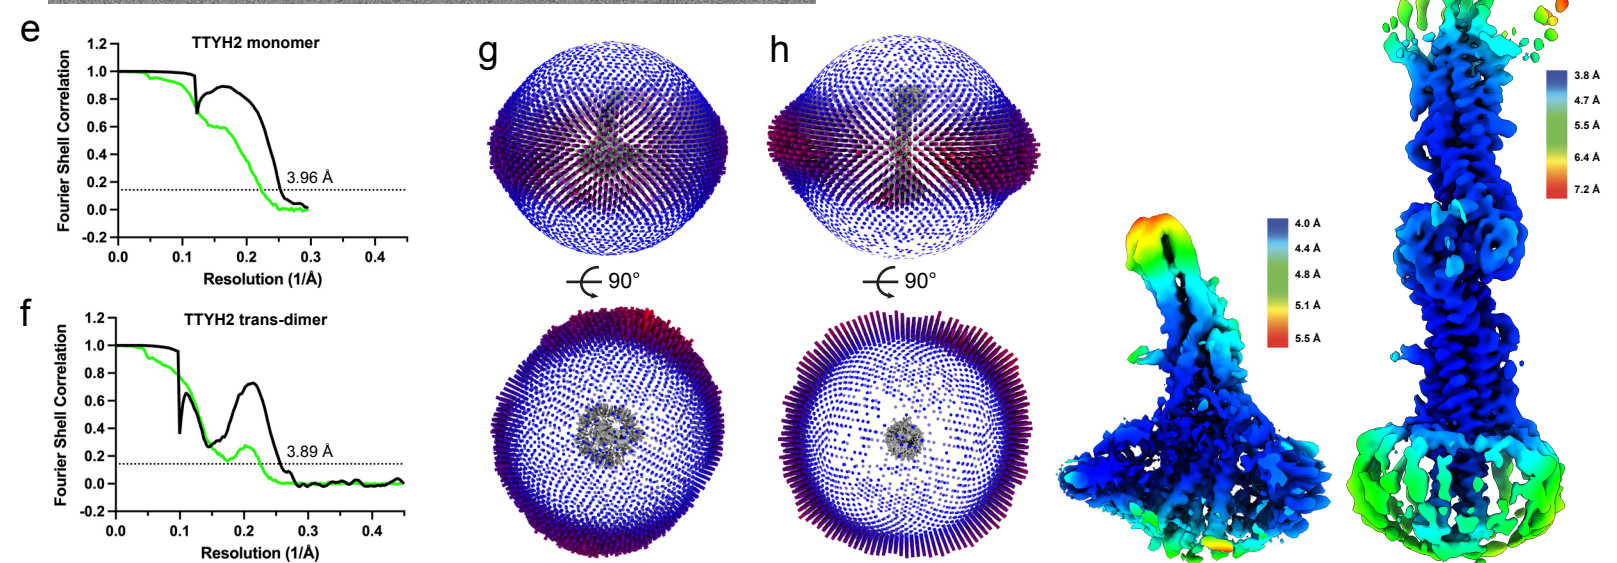 e
TTYH2 monomer
Fourier Shell Correlation
1.2
1.0
0.8
0.6
0.4
0.2
0.0
-0.2
3.96 Å
0.0 0.1 0.2 0.3 0.4
Resolution (1/Å)
f
TTYH2 trans-dimer
Fourier Shell Correlation
1.2
1.0
0.8
0.6
0.4
0.2
0.0
-0.2
3.89 Å
0.0 0.1 0.2 0.3 0.4
Resolution (1/Å)
g
90°
h
90°
4.0 Å
4.4 Å
4.8 Å
5.1 Å
5.5 Å
3.8 Å
4.7 Å
5.5 Å
6.4 Å
7.2 Å